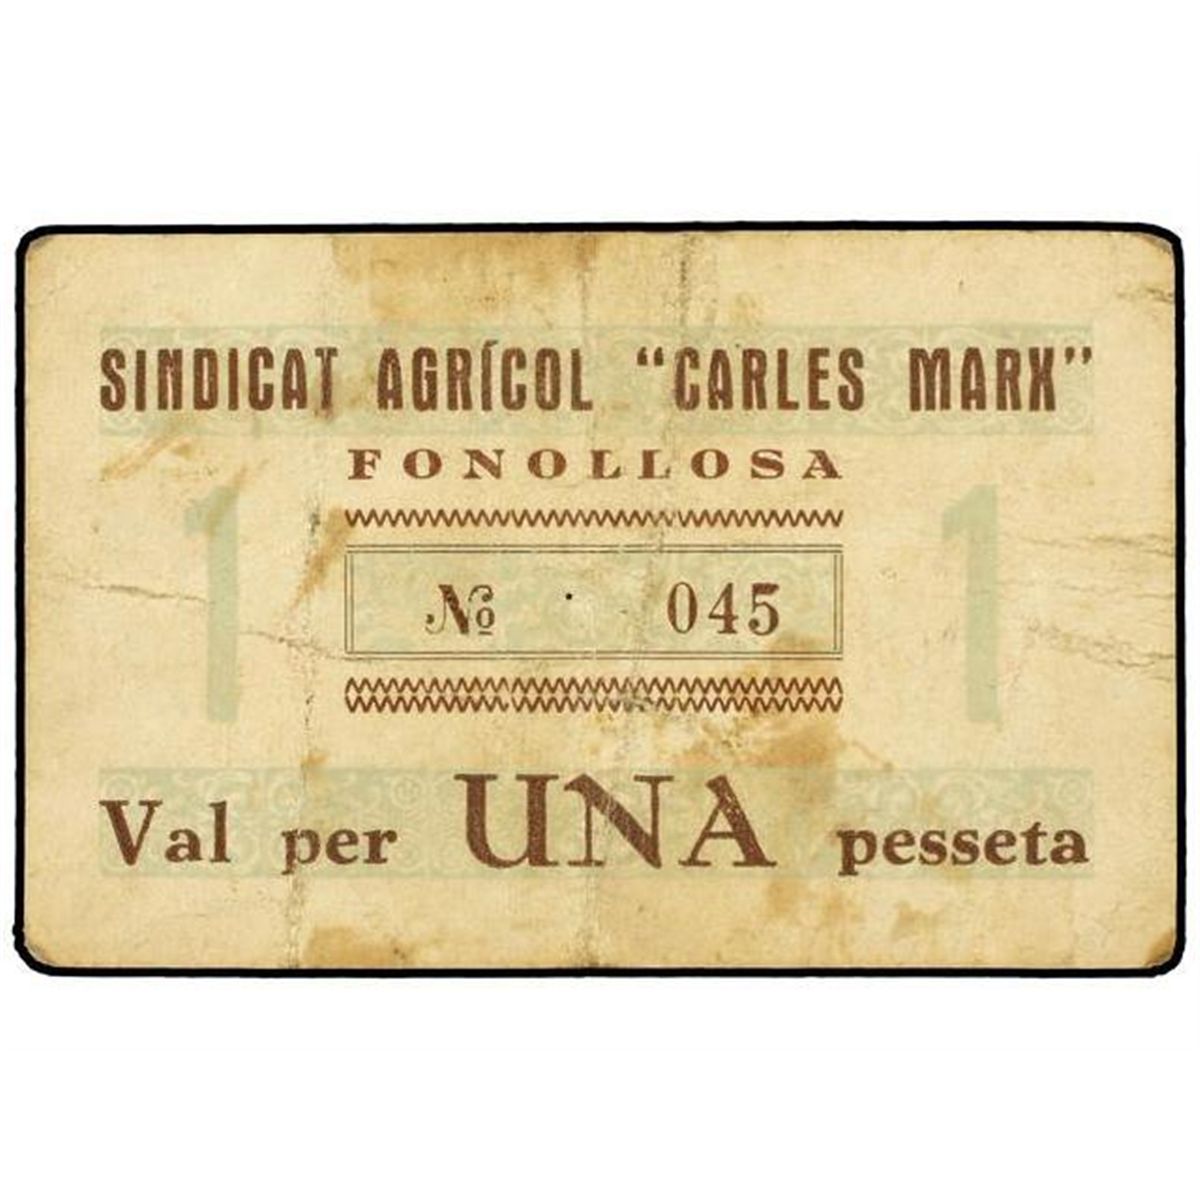 SINDICAT AGRÍCOL "CARLES MARX"
FONOLLOSA
1 1
Nº 045
Val per UNA pesseta